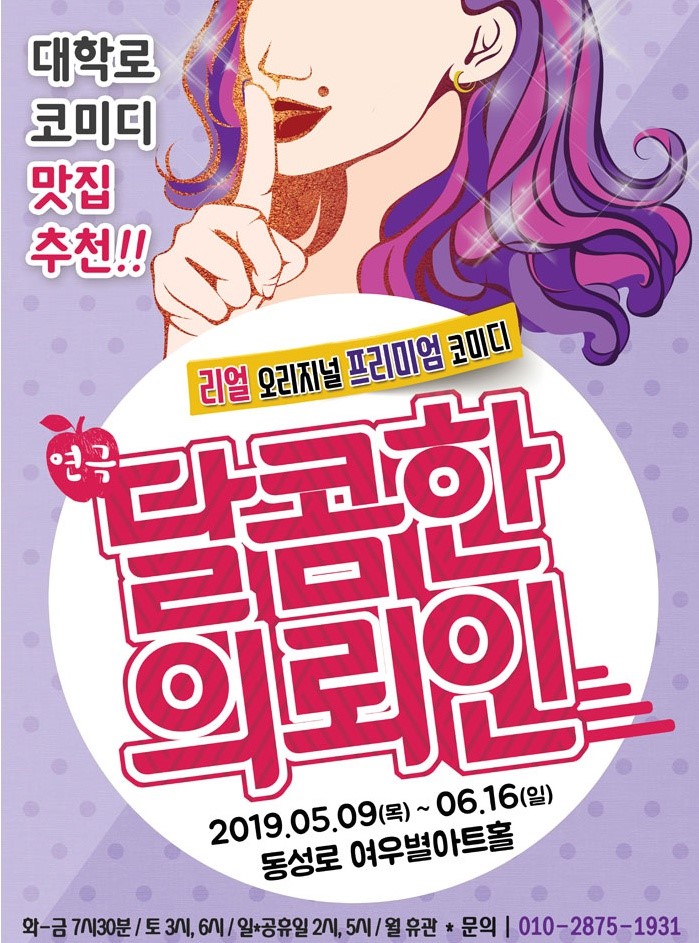 대학로
코미디
맛집
추천!!
리얼 오리지널 프리미엄 코미디
연극
달콤한
의뢰인
2019.05.09(목) ~ 06.16(일)
동성로 여우별아트홀
화-금 7시30분 / 토 3시, 6시 / 일*공휴일 2시, 5시 / 월 휴관 * 문의 | 010-2875-1931